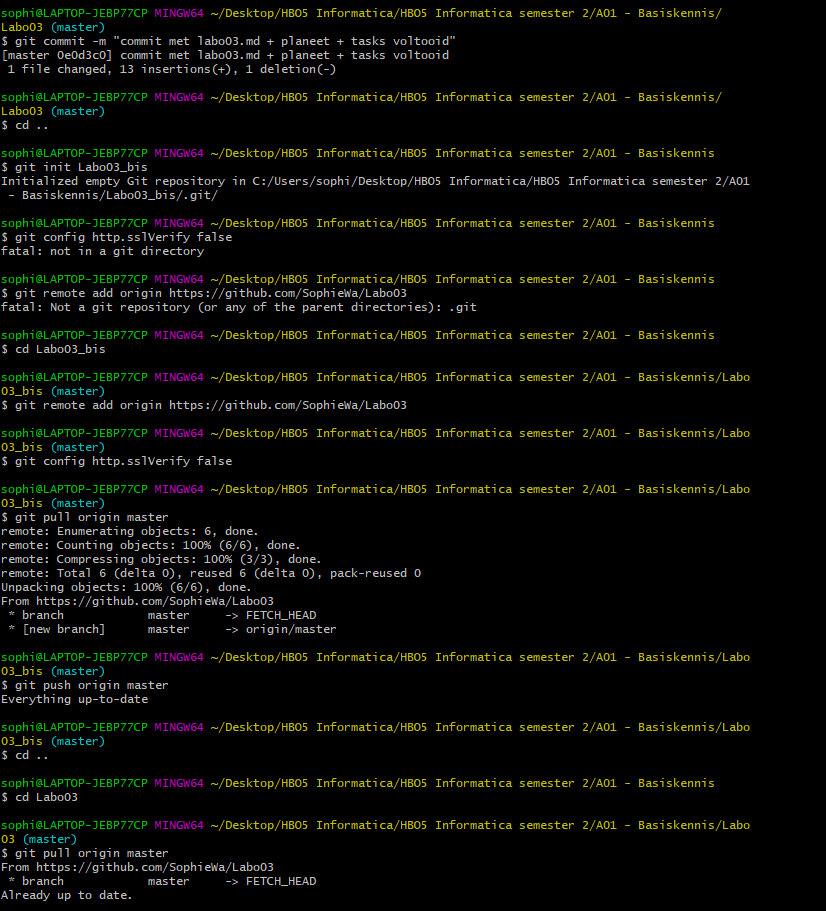 sophi@LAPTOP-JEBP77CP MINGW64 ~/Desktop/HBO5 Informatica/HBO5 Informatica semester 2/A01 - Basiskennis/
Labo03 (master)
$ git commit -m "commit met labo03.md + planeet + tasks voltooid"
[master 0e0d3c0] commit met labo03.md + planeet + tasks voltooid
 1 file changed, 13 insertions(+), 1 deletion(-)
sophi@LAPTOP-JEBP77CP MINGW64 ~/Desktop/HBO5 Informatica/HBO5 Informatica semester 2/A01 - Basiskennis/
Labo03 (master)
$ cd ..
sophi@LAPTOP-JEBP77CP MINGW64 ~/Desktop/HBO5 Informatica/HBO5 Informatica semester 2/A01 - Basiskennis
$ git init Labo03_bis
Initialized empty Git repository in C:/Users/sophi/Desktop/HBO5 Informatica/HBO5 Informatica semester 2/A01
 - Basiskennis/Labo03_bis/.git/
sophi@LAPTOP-JEBP77CP MINGW64 ~/Desktop/HBO5 Informatica/HBO5 Informatica semester 2/A01 - Basiskennis
$ git config http.sslVerify false
fatal: not in a git directory
sophi@LAPTOP-JEBP77CP MINGW64 ~/Desktop/HBO5 Informatica/HBO5 Informatica semester 2/A01 - Basiskennis
$ git remote add origin https://github.com/SophieWa/Labo03
fatal: Not a git repository (or any of the parent directories): .git
sophi@LAPTOP-JEBP77CP MINGW64 ~/Desktop/HBO5 Informatica/HBO5 Informatica semester 2/A01 - Basiskennis
$ cd Labo03_bis
sophi@LAPTOP-JEBP77CP MINGW64 ~/Desktop/HBO5 Informatica/HBO5 Informatica semester 2/A01 - Basiskennis/Labo
03_bis (master)
$ git remote add origin https://github.com/SophieWa/Labo03
sophi@LAPTOP-JEBP77CP MINGW64 ~/Desktop/HBO5 Informatica/HBO5 Informatica semester 2/A01 - Basiskennis/Labo
03_bis (master)
$ git config http.sslVerify false
sophi@LAPTOP-JEBP77CP MINGW64 ~/Desktop/HBO5 Informatica/HBO5 Informatica semester 2/A01 - Basiskennis/Labo
03_bis (master)
$ git pull origin master
remote: Enumerating objects: 6, done.
remote: Counting objects: 100% (6/6), done.
remote: Compressing objects: 100% (3/3), done.
remote: Total 6 (delta 0), reused 6 (delta 0), pack-reused 0
Unpacking objects: 100% (6/6), done.
From https://github.com/SophieWa/Labo03
 * branch            master     -> FETCH_HEAD
 * [new branch]      master     -> origin/master
sophi@LAPTOP-JEBP77CP MINGW64 ~/Desktop/HBO5 Informatica/HBO5 Informatica semester 2/A01 - Basiskennis/Labo
03_bis (master)
$ git push origin master
Everything up-to-date
sophi@LAPTOP-JEBP77CP MINGW64 ~/Desktop/HBO5 Informatica/HBO5 Informatica semester 2/A01 - Basiskennis/Labo
03_bis (master)
$ cd ..
sophi@LAPTOP-JEBP77CP MINGW64 ~/Desktop/HBO5 Informatica/HBO5 Informatica semester 2/A01 - Basiskennis
$ cd Labo03
sophi@LAPTOP-JEBP77CP MINGW64 ~/Desktop/HBO5 Informatica/HBO5 Informatica semester 2/A01 - Basiskennis/Labo
03 (master)
$ git pull origin master
From https://github.com/SophieWa/Labo03
 * branch            master     -> FETCH_HEAD
Already up to date.